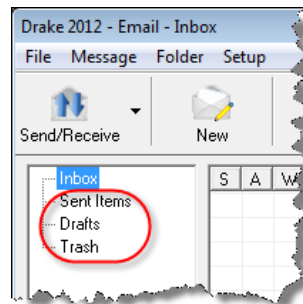 Drake 2012 - Email - Inbox
File Message Folder Setup
Send/Receive New
Inbox S A W
Sent Items
Drafts
Trash